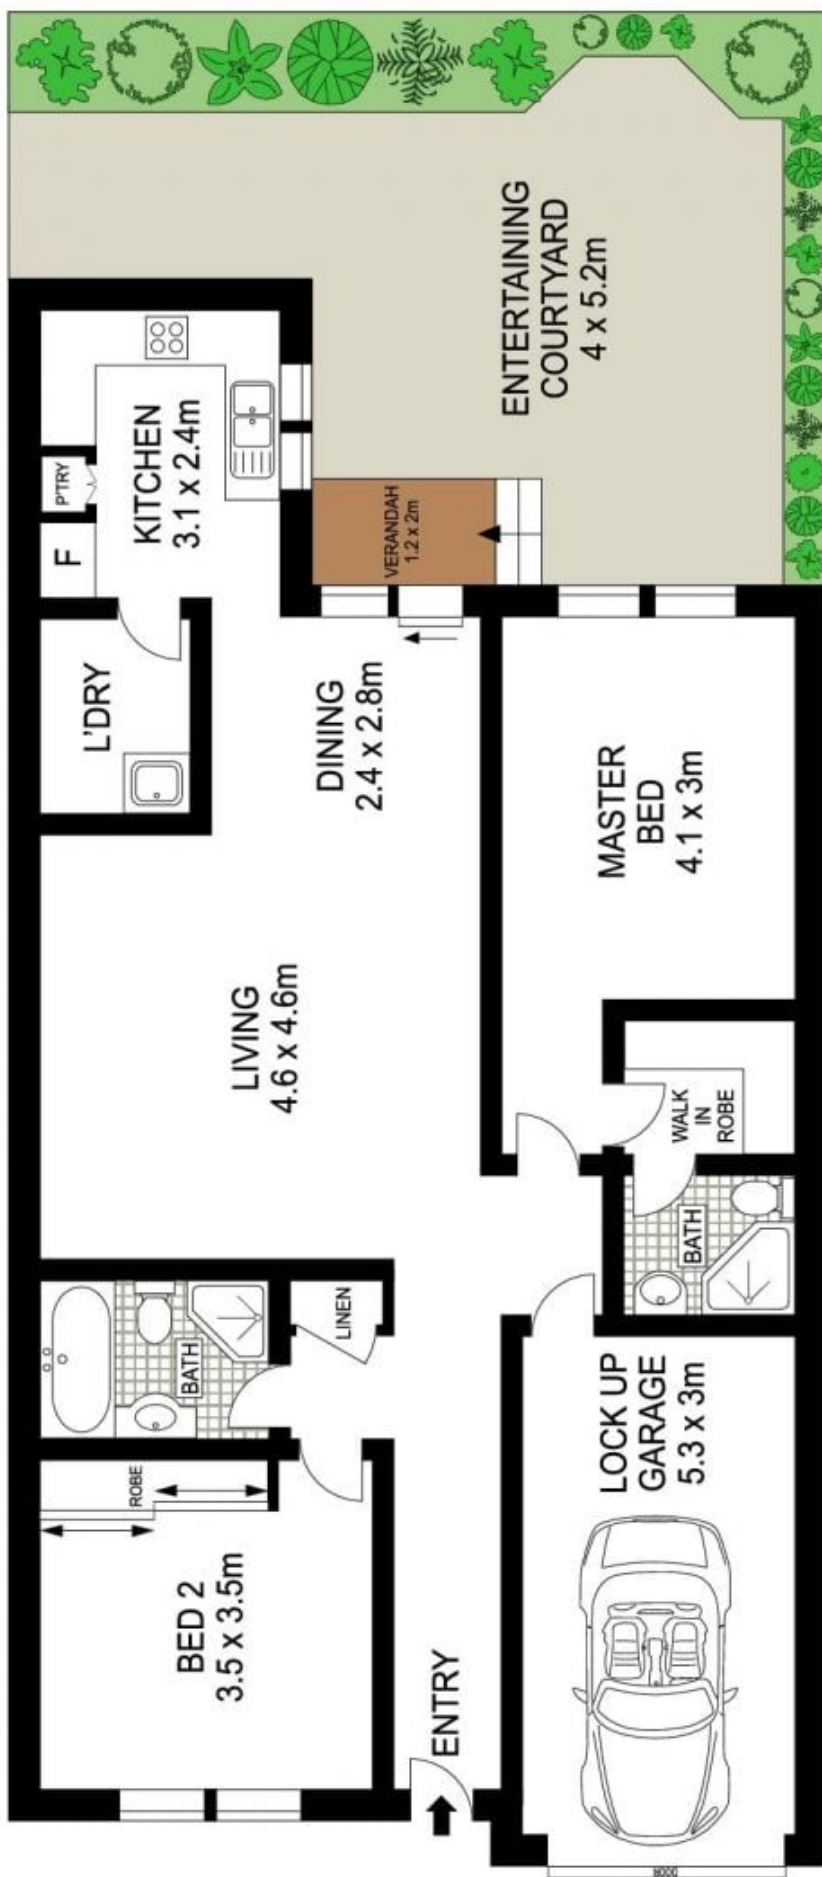 ENTERTAINING
COURTYARD
4 x 5.2m
KITCHEN
3.1 x 2.4m
P'TRY
F
VERANDAH
1.2 x 2m
L'DRY
DINING
2.4 x 2.8m
MASTER
BED
4.1 x 3m
LIVING
4.6 x 4.6m
WALK
IN
ROBE
BATH
LINEN
BATH
ROBE
LOCK UP
GARAGE
5.3 x 3m
BED 2
3.5 x 3.5m
ENTRY
DOOR